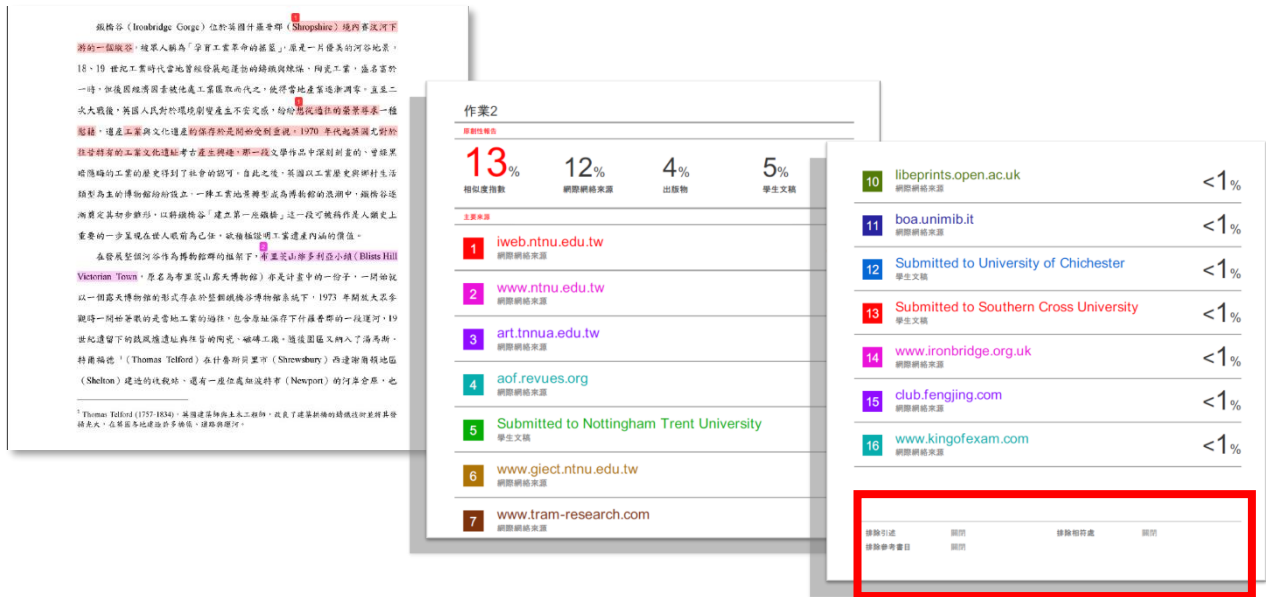 1
鐵橋谷（Ironbridge Gorge）位於英國什羅普郡（Shropshire）境內賽汶河下
游的一個峽谷，被眾人稱為「孕育工業革命的搖籃」，原是一片優美的河谷地景，
18、19 世紀工業時代當地曾經發展起蓬勃的鑄鐵與煉煤、陶瓷工業，盛名富於
一時，但後因經濟因素被他處工業區取而代之，使得當地產業逐漸凋零。直至二
1
次大戰後，英國人民對於環境劇變產生不安定感，紛紛想從過往的榮景尋求一種
慰藉，遺產工業與文化遺產的保存於是開始受到重視，1970 年代起英國尤對於
往昔特有的工業文化遺址考古產生興趣，那一段文學作品中深刻刻畫的、曾經黑
暗隱晦的工業的歷史得到了社會的認可。自此之後，英國以工業歷史與鄉村生活
類型為主的博物館紛紛設立，一陣工業地景轉型成為博物館的浪潮中，鐵橋谷逐
漸奠定其初步雛形，以將鐵橋谷「建立第一座鐵橋」這一段可被稱作是人類史上
重要的一步呈現在世人眼前為己任，欲積極證明工業遺產內涵的價值。
2
在發展整個河谷作為博物館群的框架下，布里茨山維多利亞小鎮（Blists Hill
Victorian Town，原名為布里茨山露天博物館）亦是計畫中的一份子，一開始就
以一個露天博物館的形式存在於整個鐵橋谷博物館系統下，1973 年開放大眾參
觀時一開始著眼的是當地工業的過往，包含原址保存下什羅普郡的一段運河，19
世紀遺留下的鼓風爐遺址與往昔的陶瓷、磁磚工廠。隨後園區又納入了湯馬斯．
特爾福德 1（Thomas Telford）在什魯斯貝里市（Shrewsbury）西邊謝爾頓地區
（Shelton）建造的收稅站，還有一座位處紐波特市（Newport）的河岸倉庫，也
1 Thomas Telford (1757-1834)，英國建築師與土木工程師，改良了建築拱橋的鑄鐵技術並將其發
揚光大，在英國各地建造許多橋樑、道路與運河。
作業2
原創性報告
13% 12% 4% 5%
相似度指數 網際網絡來源 出版物 學生文稿
主要來源
1 iweb.ntnu.edu.tw
網際網絡來源
2 www.ntnu.edu.tw
網際網絡來源
3 art.tnnua.edu.tw
網際網絡來源
4 aof.revues.org
網際網絡來源
5 Submitted to Nottingham Trent University
學生文稿
6 www.giect.ntnu.edu.tw
網際網絡來源
7 www.tram-research.com
網際網絡來源
10 libeprints.open.ac.uk <1%
網際網絡來源
11 boa.unimib.it <1%
網際網絡來源
12 Submitted to University of Chichester <1%
學生文稿
13 Submitted to Southern Cross University <1%
學生文稿
14 www.ironbridge.org.uk <1%
網際網絡來源
15 club.fengjing.com <1%
網際網絡來源
16 www.kingofexam.com <1%
網際網絡來源
排除引述 關閉 排除相符處 關閉
排除參考書目 關閉